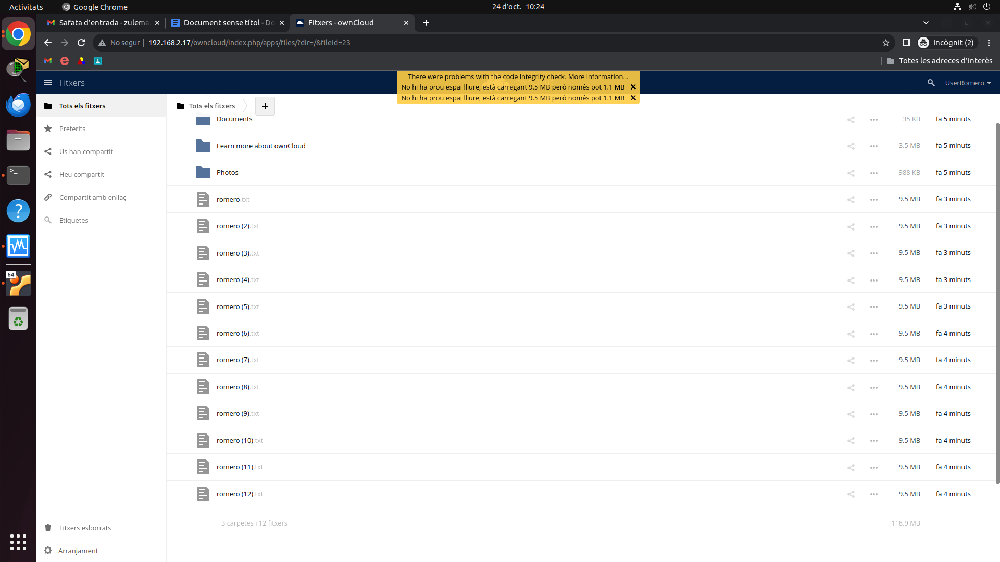 Activitats
Google Chrome
24 d'oct. 10:24
Safata d'entrada - zulema
Document sense títol - Do
Fitxers - ownCloud
No segur
192.168.2.17/owncloud/index.php/apps/files/?dir=/&fileid=23
Incògnit (2)
Totes les adreces d'interès
Fitxers
There were problems with the code integrity check. More information...
No hi ha prou espai lliure, està carregant 9.5 MB però només pot 1.1 MB
No hi ha prou espai lliure, està carregant 9.5 MB però només pot 1.1 MB
UserRomero
Tots els fitxers
Preferits
Us han compartit
Heu compartit
Compartit amb enllaç
Etiquetes
Fitxers esborrats
Arranjament
Tots els fitxers
Documents 35 KB fa 5 minuts
Learn more about ownCloud 3.5 MB fa 5 minuts
Photos 988 KB fa 5 minuts
romero.txt 9.5 MB fa 3 minuts
romero (2).txt 9.5 MB fa 3 minuts
romero (3).txt 9.5 MB fa 3 minuts
romero (4).txt 9.5 MB fa 3 minuts
romero (5).txt 9.5 MB fa 3 minuts
romero (6).txt 9.5 MB fa 4 minuts
romero (7).txt 9.5 MB fa 4 minuts
romero (8).txt 9.5 MB fa 4 minuts
romero (9).txt 9.5 MB fa 4 minuts
romero (10).txt 9.5 MB fa 4 minuts
romero (11).txt 9.5 MB fa 4 minuts
romero (12).txt 9.5 MB fa 4 minuts
3 carpetes i 12 fitxers 118.9 MB
64